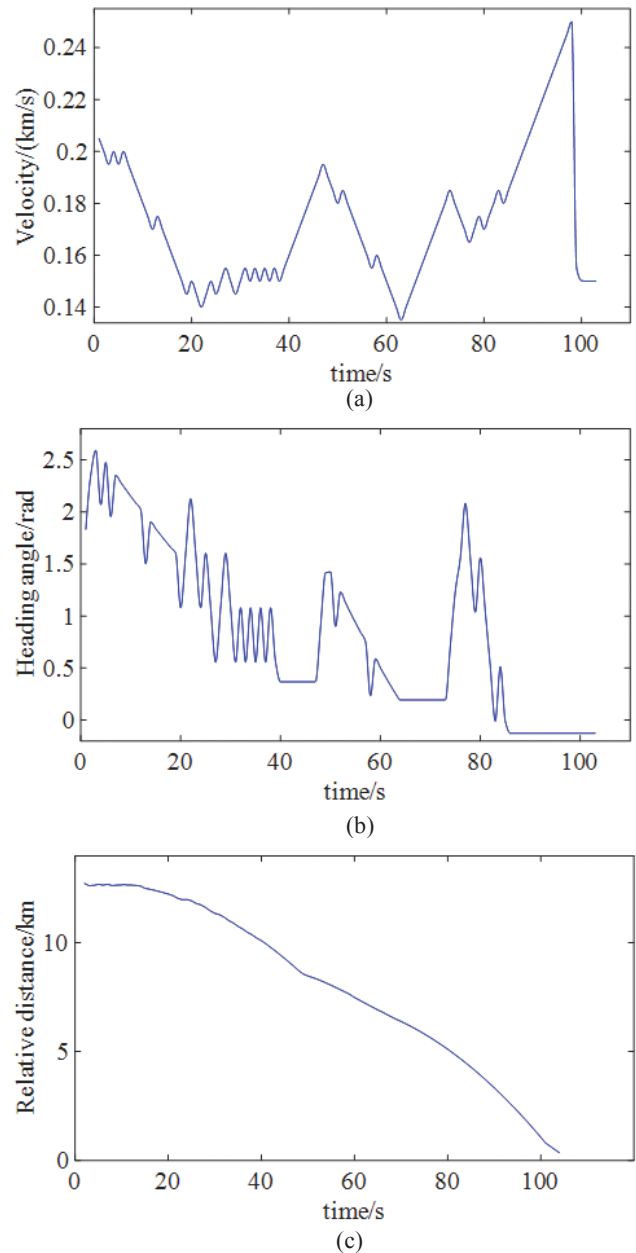 0.24
0.22
0.2
0.18
0.16
0.14
Velocity/(km/s)
0 20 40 60 80 100
time/s
(a)
2.5
2
1.5
1
0.5
0
Heading angle/rad
0 20 40 60 80 100
time/s
(b)
10
5
0
Relative distance/km
0 20 40 60 80 100
time/s
(c)